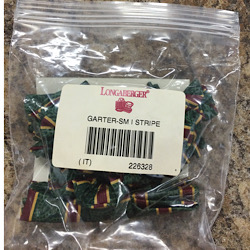 LONGABERGER®
GARTER-SM I STRIPE
(IT) 226328